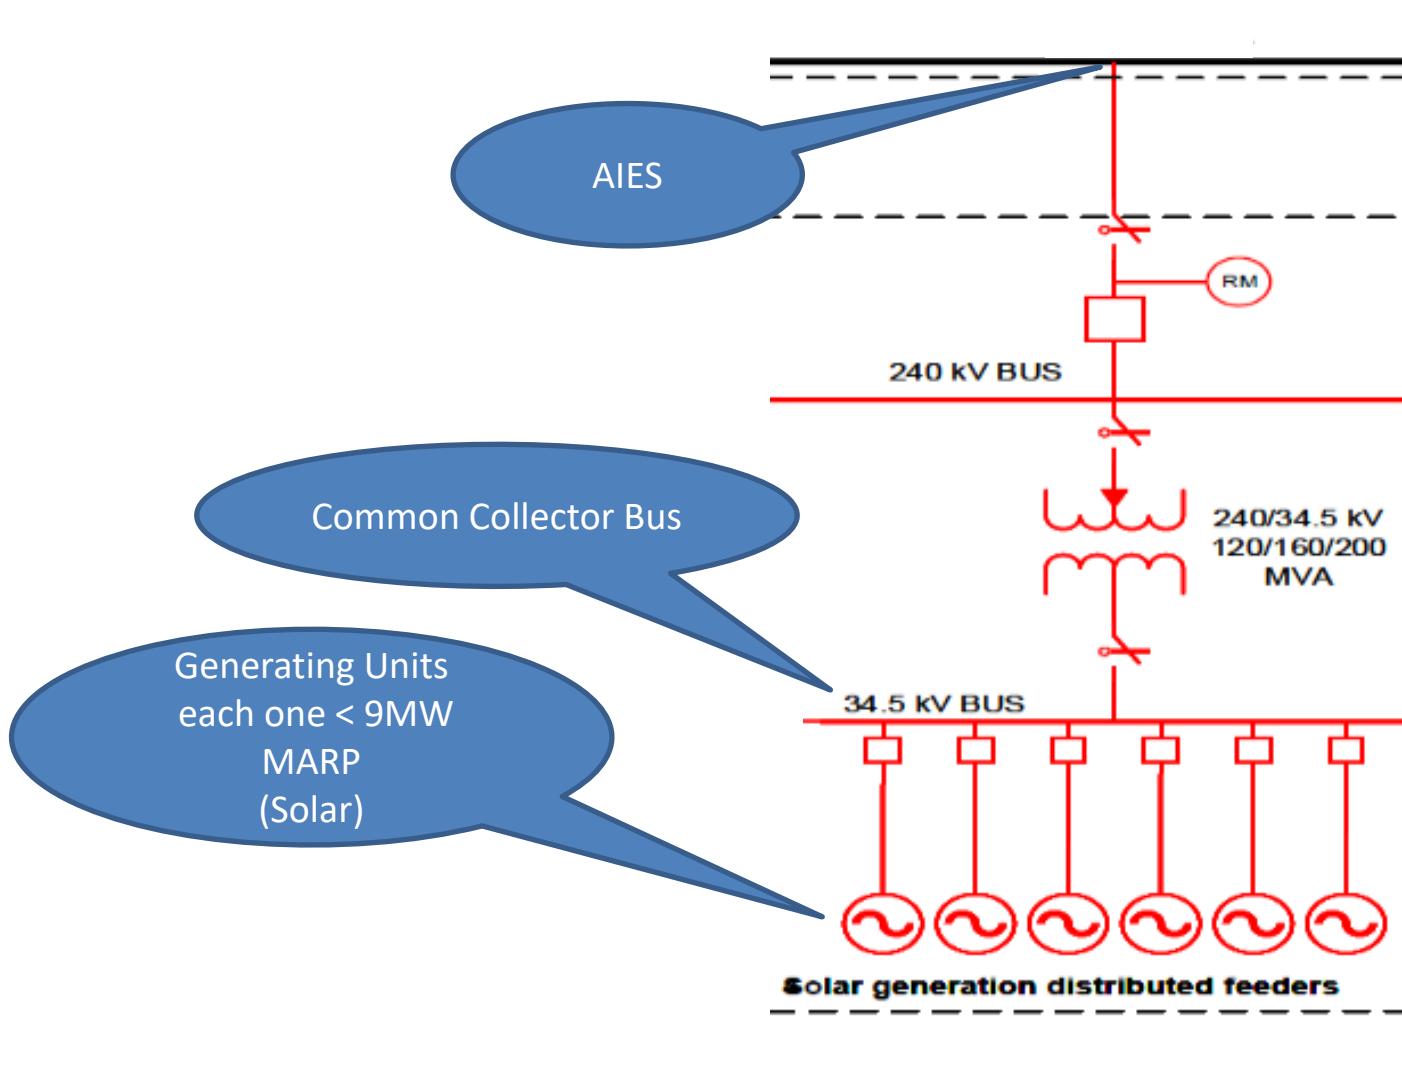 AIES
RM
240 kV BUS
Common Collector Bus
240/34.5 kV
120/160/200
MVA
Generating Units
each one < 9MW
MARP
(Solar)
34.5 kV BUS
Solar generation distributed feeders